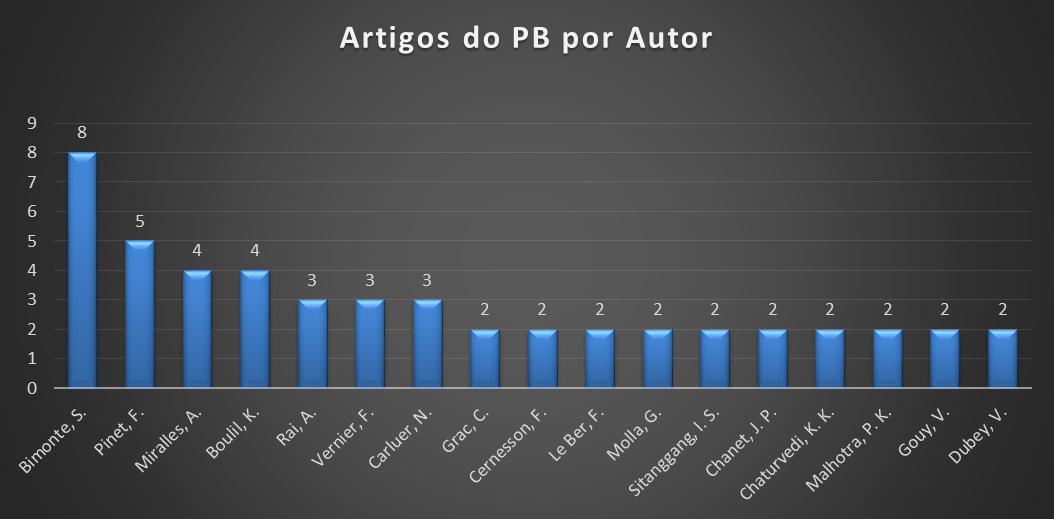 Artigos do PB por Autor
9
8
7
6
5
4
3
2
1
0
8
5
4
4
3
3
3
2
2
2
2
2
2
2
2
2
2
Bimonte, S.
Pinet, F.
Miralles, A.
Boulil, K.
Rai, A.
Vernier, F.
Carluer, N.
Grac, C.
Cernesson, F.
Le Ber, F.
Molla, G.
Sitanggang, I. S.
Chanet, J. P.
Chaturvedi, K. K.
Malhotra, P. K.
Gouy, V.
Dubey, V.